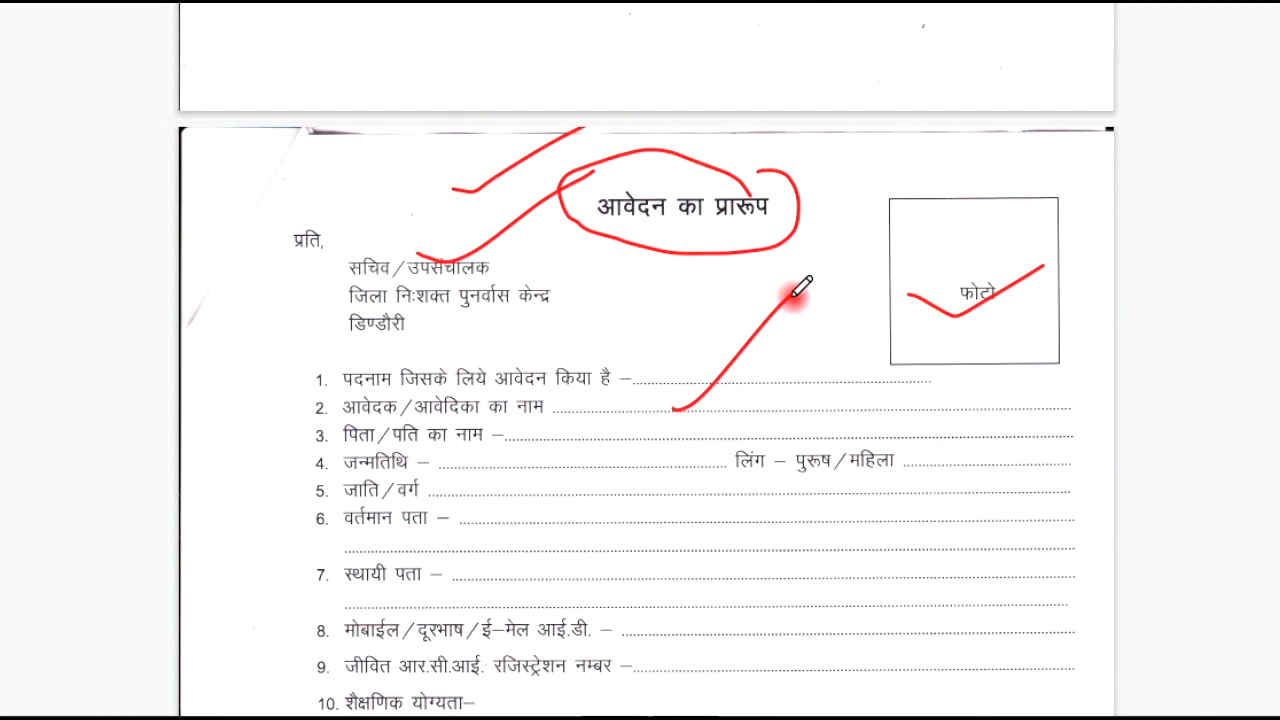 आवेदन का प्रारूप
प्रति,
सचिव/उपसंचालक
जिला निःशक्त पुनर्वास केन्द्र
डिण्डौरी
फोटो
1. पदनाम जिसके लिये आवेदन किया है –..........................................................................
2. आवेदक/आवेदिका का नाम ................................................................................................
3. पिता/पति का नाम –................................................................................................
4. जन्मतिथि – ........................................................................ लिंग – पुरूष/महिला ..........................................
5. जाति/वर्ग ................................................................................................
6. वर्तमान पता – ................................................................................................
................................................................................................
7. स्थायी पता – ................................................................................................
................................................................................................
8. मोबाईल/दूरभाष/ई–मेल आई.डी. – ................................................................................................
9. जीवित आर.सी.आई. रजिस्ट्रेशन नम्बर –................................................................................................
10. शैक्षणिक योग्यता–